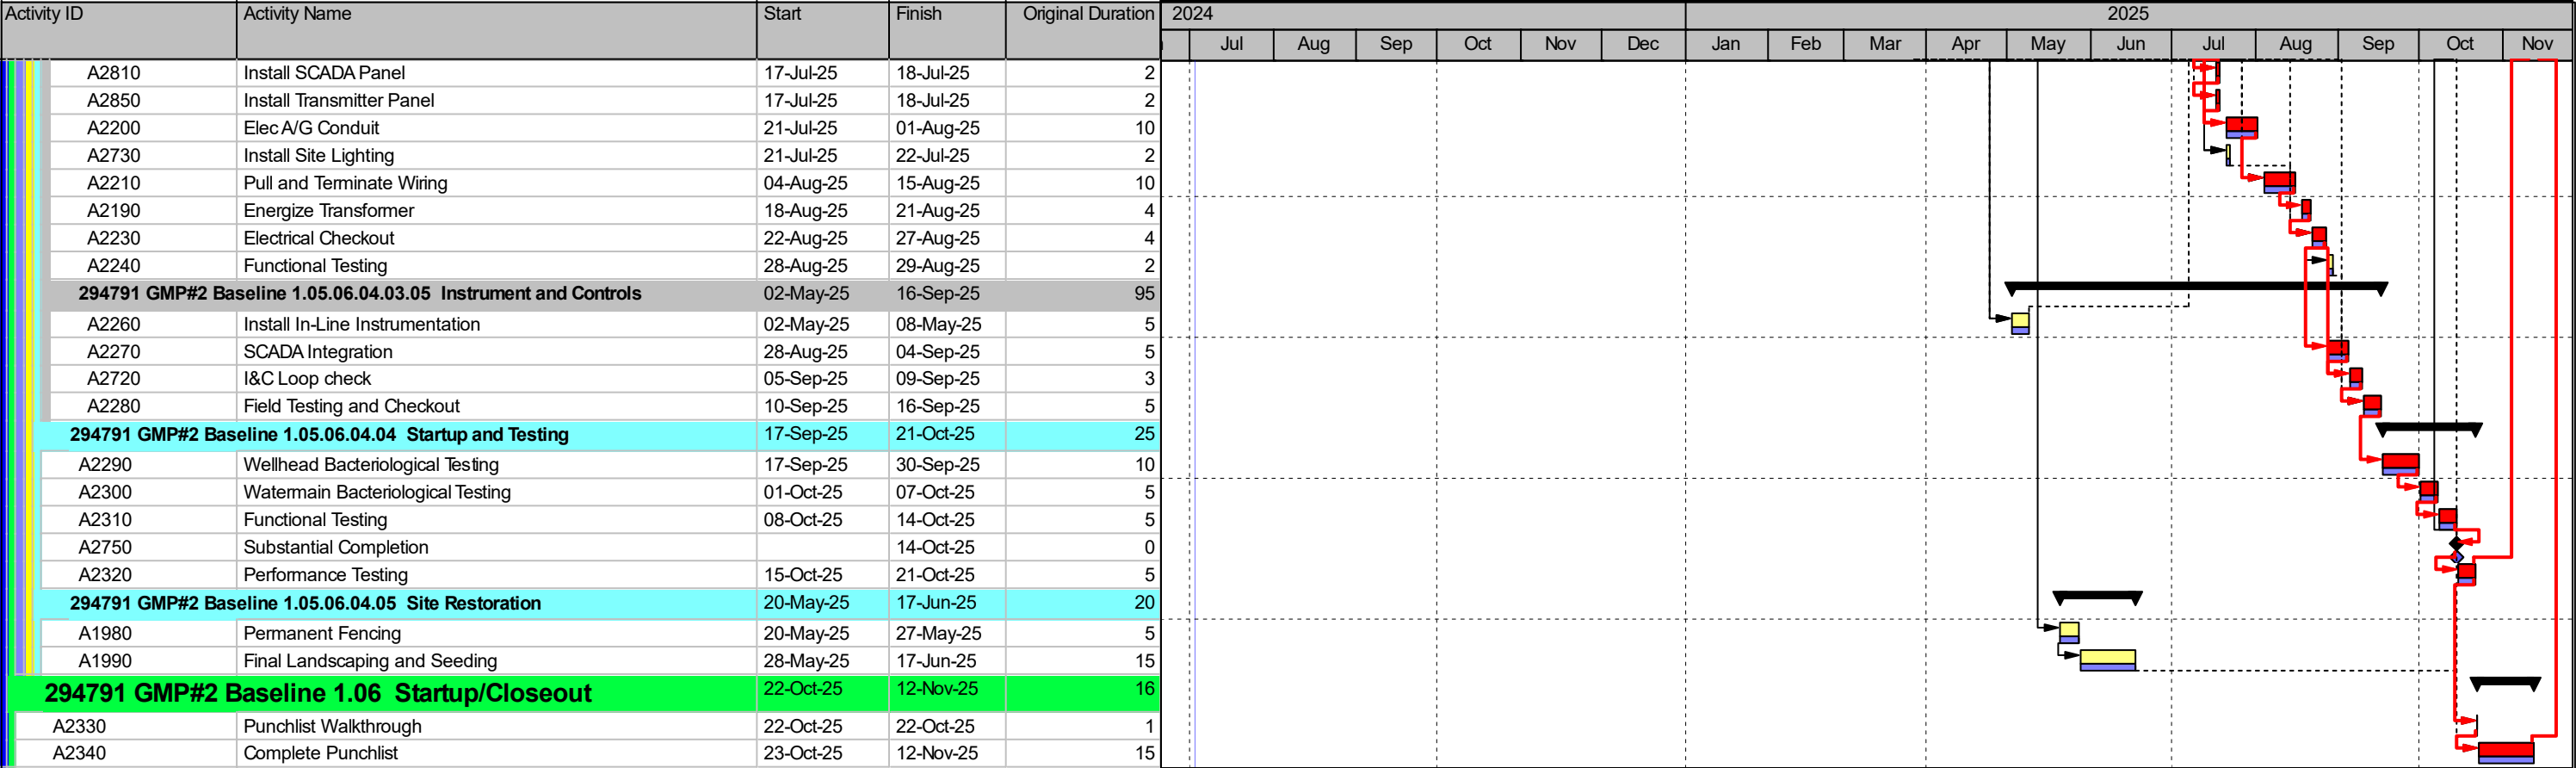 Activity ID Activity Name Start Finish Original Duration 2024 2025
Jul Aug Sep Oct Nov Dec Jan Feb Mar Apr May Jun Jul Aug Sep Oct Nov
A2810 Install SCADA Panel 17-Jul-25 18-Jul-25 2
A2850 Install Transmitter Panel 17-Jul-25 18-Jul-25 2
A2200 Elec A/G Conduit 21-Jul-25 01-Aug-25 10
A2730 Install Site Lighting 21-Jul-25 22-Jul-25 2
A2210 Pull and Terminate Wiring 04-Aug-25 15-Aug-25 10
A2190 Energize Transformer 18-Aug-25 21-Aug-25 4
A2230 Electrical Checkout 22-Aug-25 27-Aug-25 4
A2240 Functional Testing 28-Aug-25 29-Aug-25 2
294791 GMP#2 Baseline 1.05.06.04.03.05 Instrument and Controls 02-May-25 16-Sep-25 95
A2260 Install In-Line Instrumentation 02-May-25 08-May-25 5
A2270 SCADA Integration 28-Aug-25 04-Sep-25 5
A2720 I&C Loop check 05-Sep-25 09-Sep-25 3
A2280 Field Testing and Checkout 10-Sep-25 16-Sep-25 5
294791 GMP#2 Baseline 1.05.06.04.04 Startup and Testing 17-Sep-25 21-Oct-25 25
A2290 Wellhead Bacteriological Testing 17-Sep-25 30-Sep-25 10
A2300 Watermain Bacteriological Testing 01-Oct-25 07-Oct-25 5
A2310 Functional Testing 08-Oct-25 14-Oct-25 5
A2750 Substantial Completion 14-Oct-25 0
A2320 Performance Testing 15-Oct-25 21-Oct-25 5
294791 GMP#2 Baseline 1.05.06.04.05 Site Restoration 20-May-25 17-Jun-25 20
A1980 Permanent Fencing 20-May-25 27-May-25 5
A1990 Final Landscaping and Seeding 28-May-25 17-Jun-25 15
294791 GMP#2 Baseline 1.06 Startup/Closeout 22-Oct-25 12-Nov-25 16
A2330 Punchlist Walkthrough 22-Oct-25 22-Oct-25 1
A2340 Complete Punchlist 23-Oct-25 12-Nov-25 15